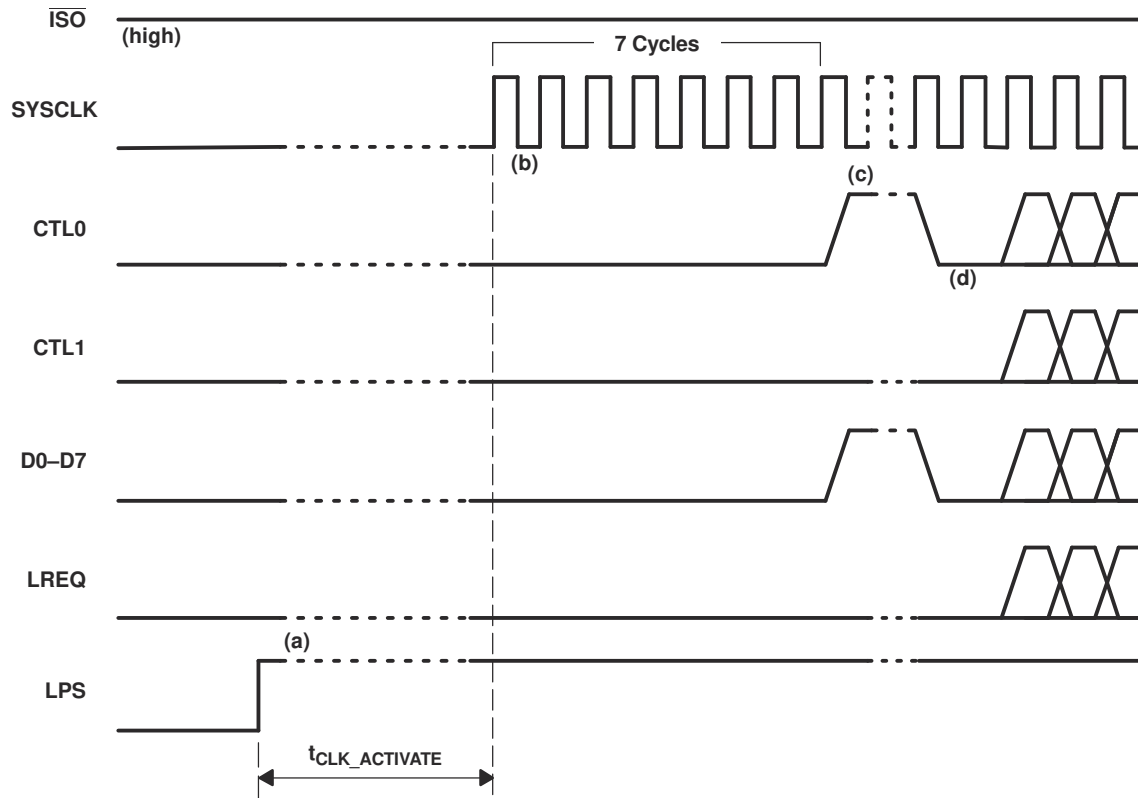 ISO
(high)
7 Cycles
SYSCLK
(b)
(c)
CTL0
(d)
CTL1
D0–D7
LREQ
(a)
LPS
tCLK_ACTIVATE